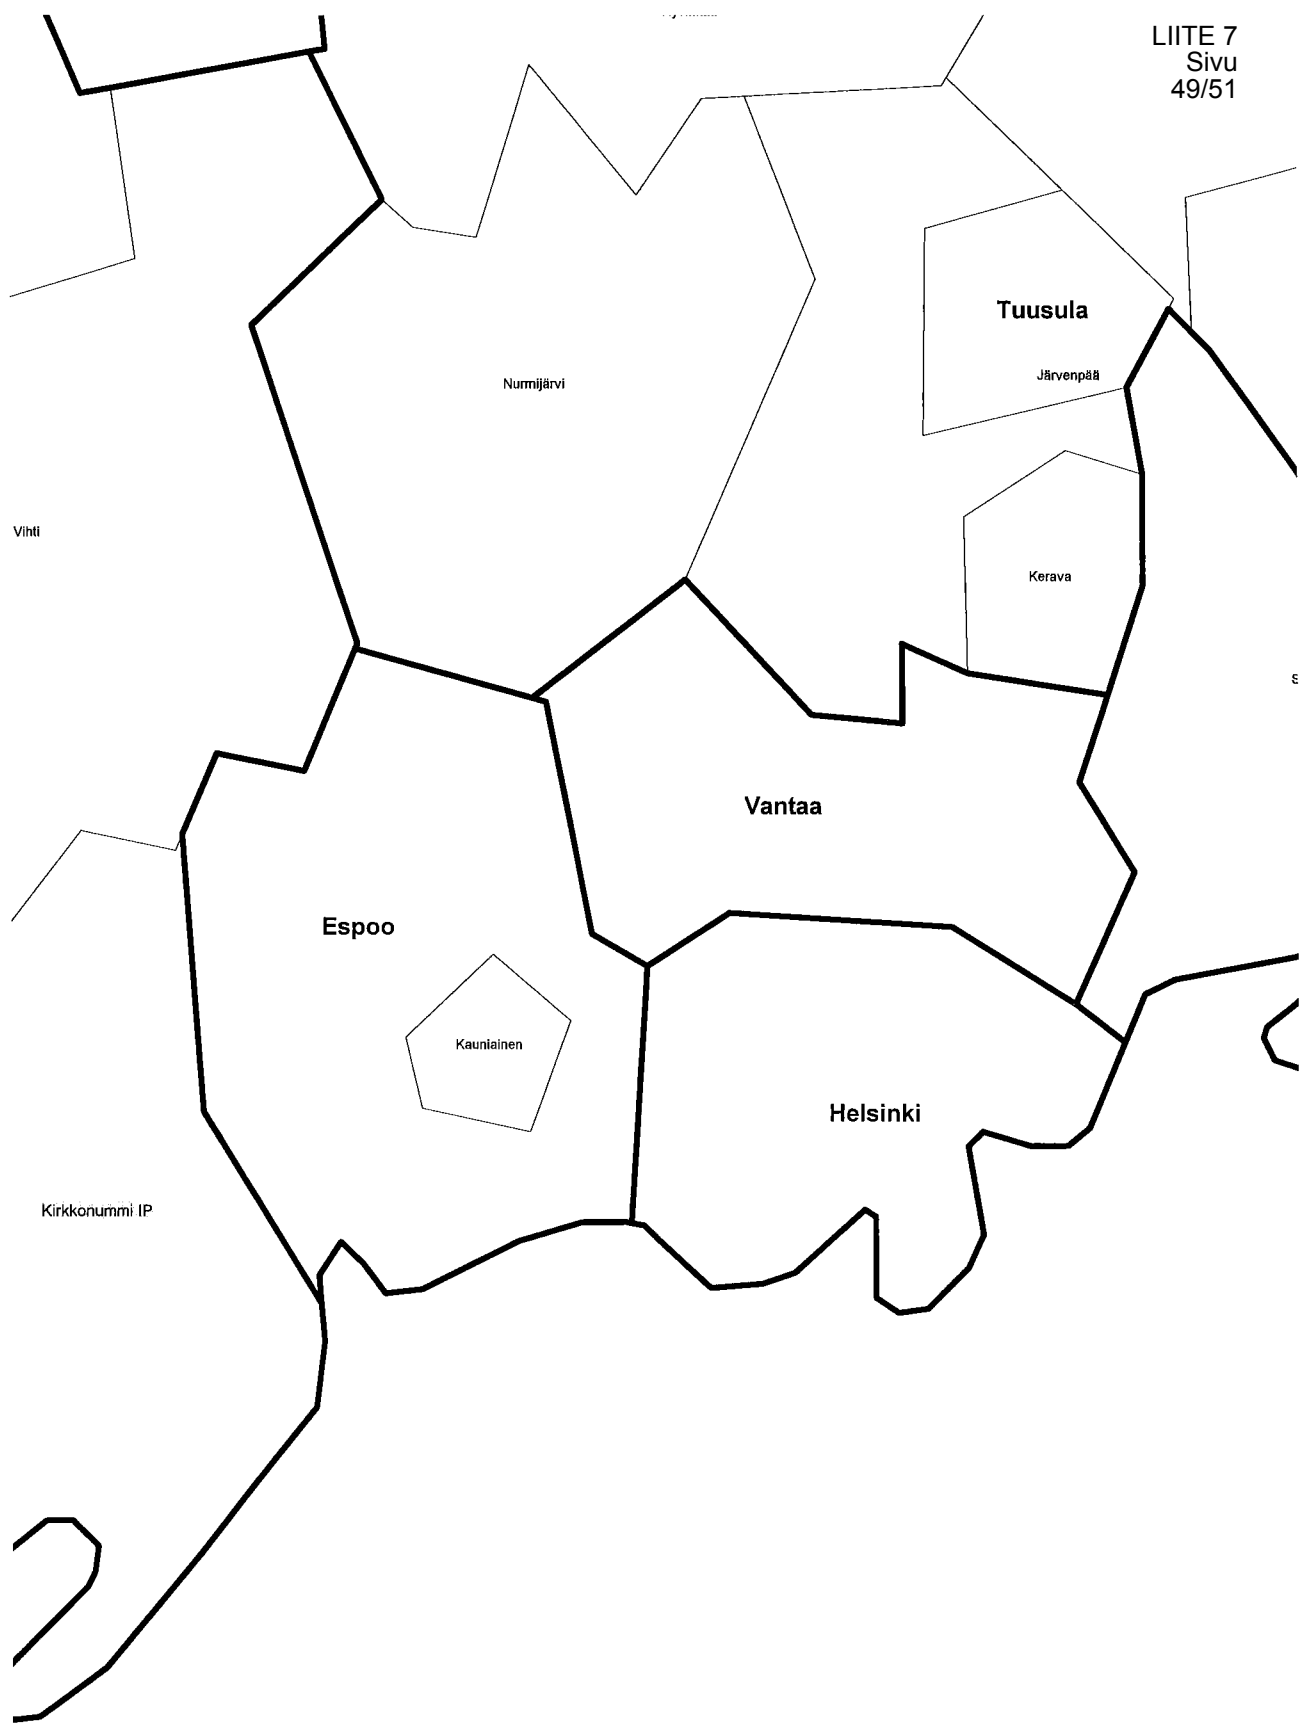 LIITE 7
Sivu
49/51
Tuusula
Järvenpää
Nurmijärvi
Vihti
Kerava
Vantaa
Espoo
Kauniainen
Helsinki
Kirkkonummi IP